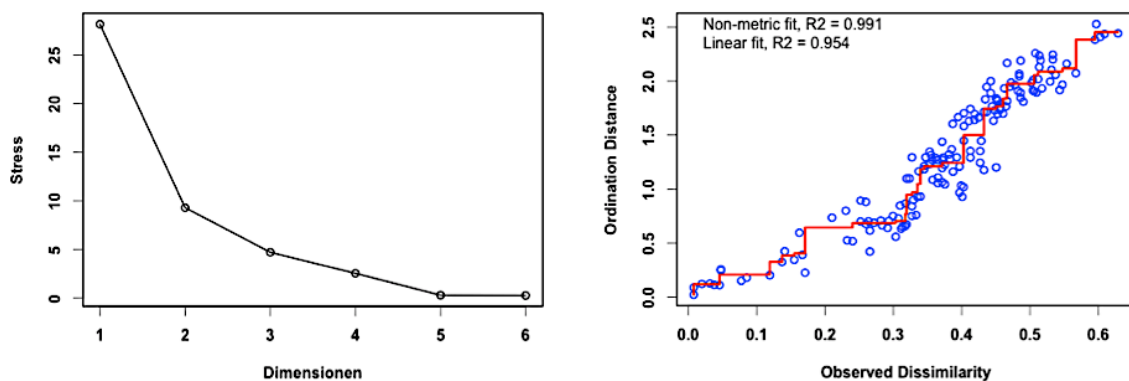 Stress
0
5
10
15
20
25
1 2 3 4 5 6
Dimensionen
Non-metric fit, R2 = 0.991
Linear fit, R2 = 0.954
Ordination Distance
0.0
0.5
1.0
1.5
2.0
2.5
0.0 0.1 0.2 0.3 0.4 0.5 0.6
Observed Dissimilarity